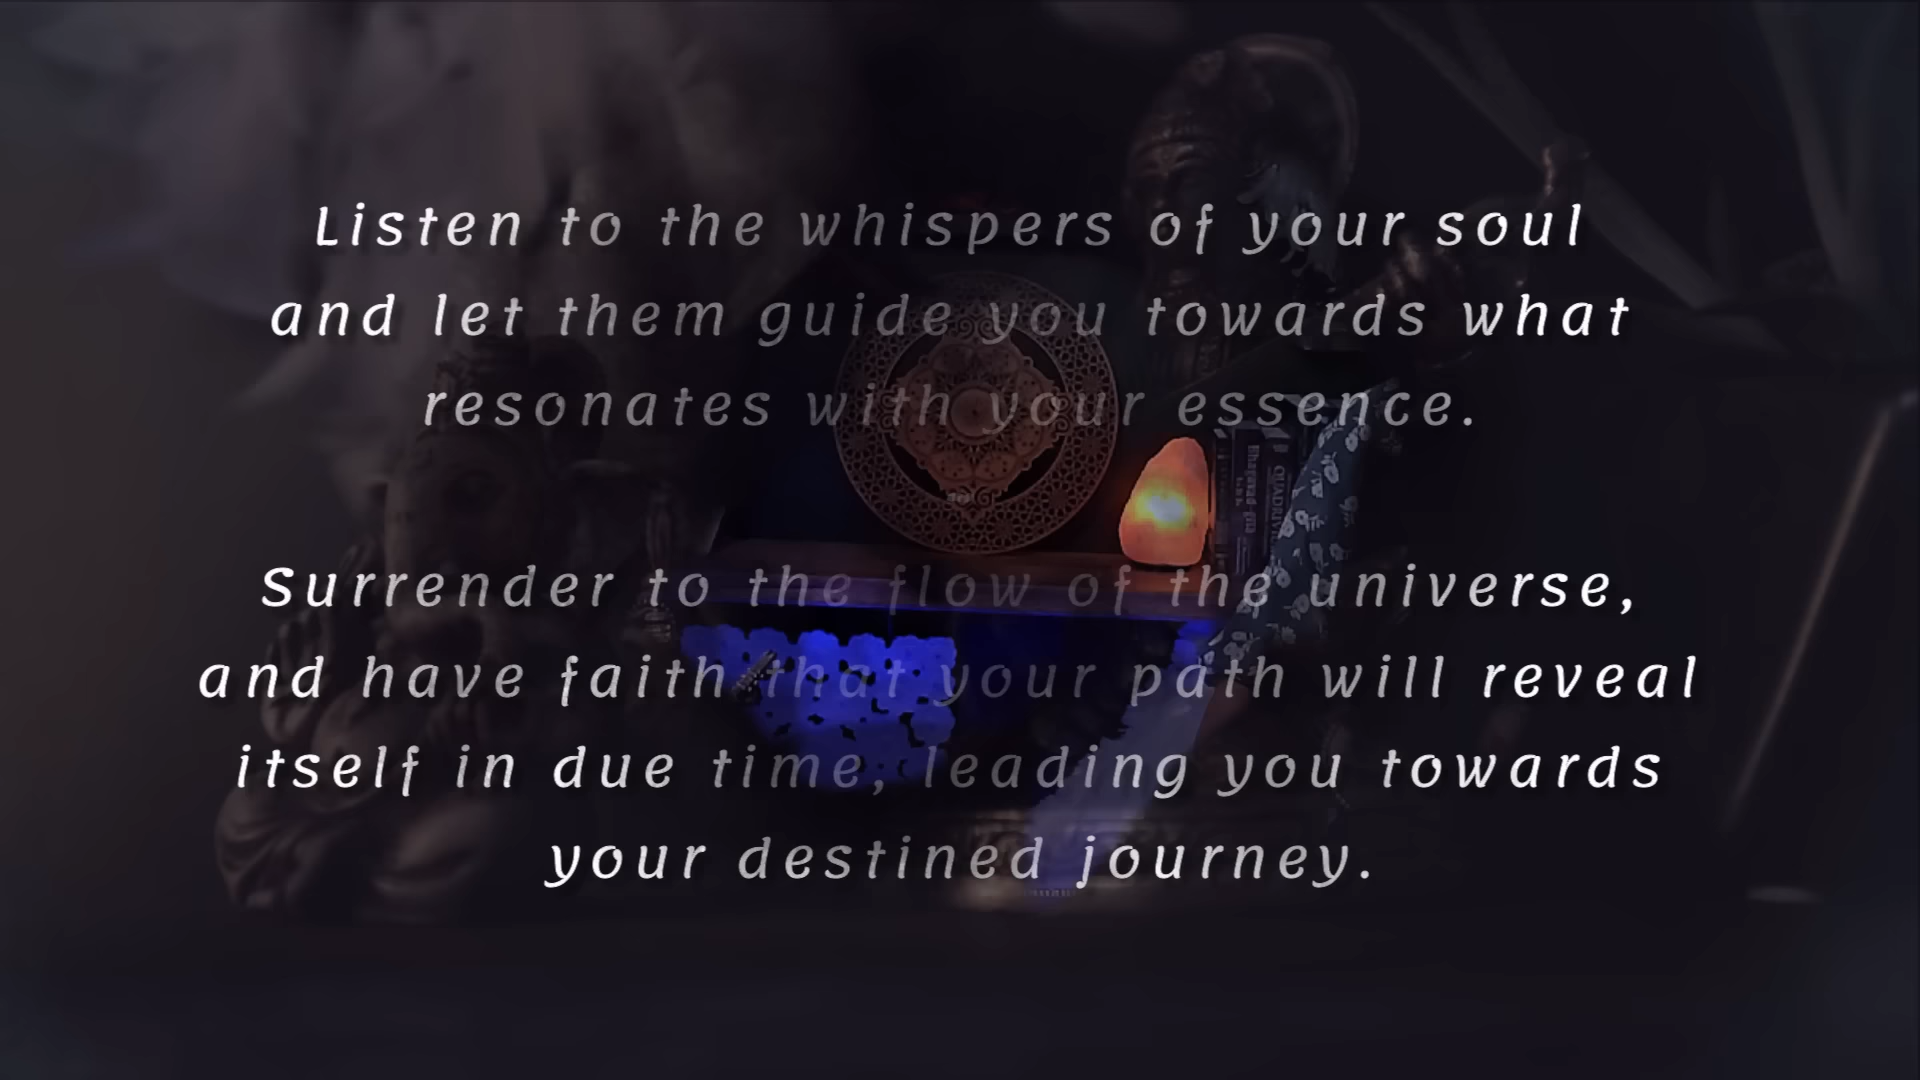 Listen to the whispers of your soul
and let them guide you towards what
resonates with your essence.
Surrender to the flow of the universe,
and have faith that your path will reveal
itself in due time, leading you towards
your destined journey.
Bhagavad-gita